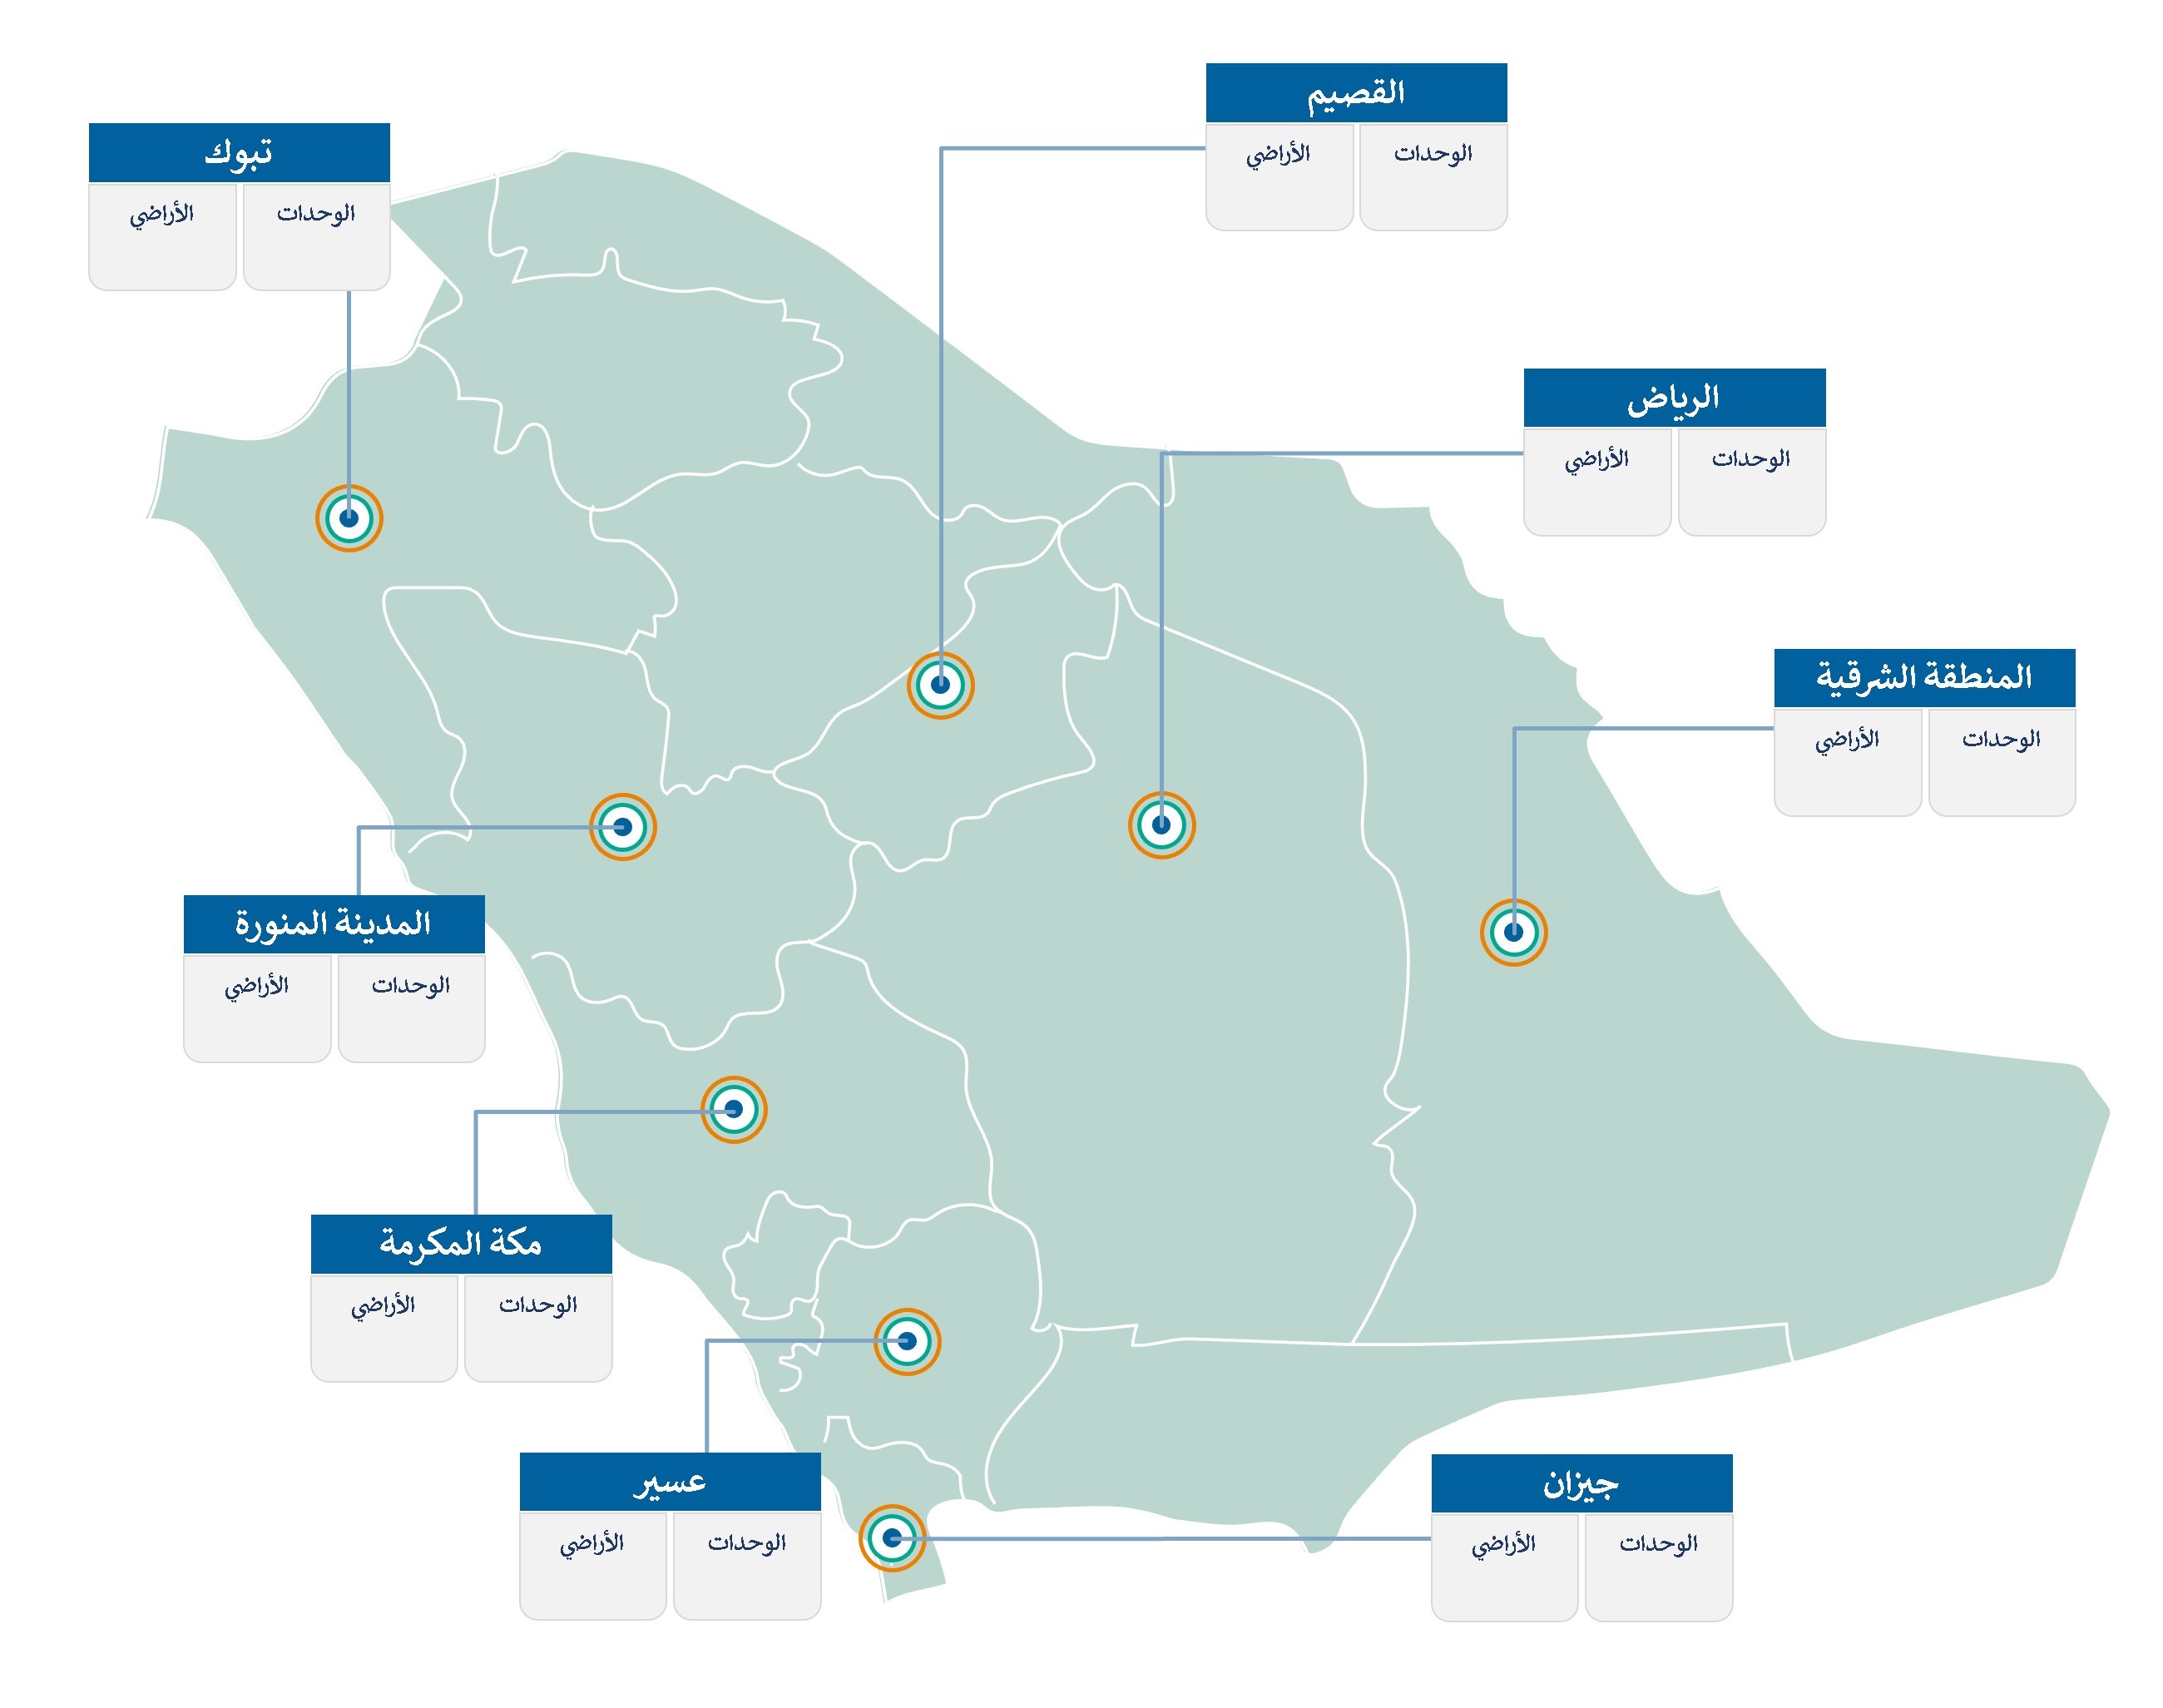 القصيم
الوحدات الأراضي
تبوك
الوحدات الأراضي
الرياض
الوحدات الأراضي
المنطقة الشرقية
الوحدات الأراضي
المدينة المنورة
الوحدات الأراضي
مكة المكرمة
الوحدات الأراضي
عسير
الوحدات الأراضي
جيزان
الوحدات الأراضي